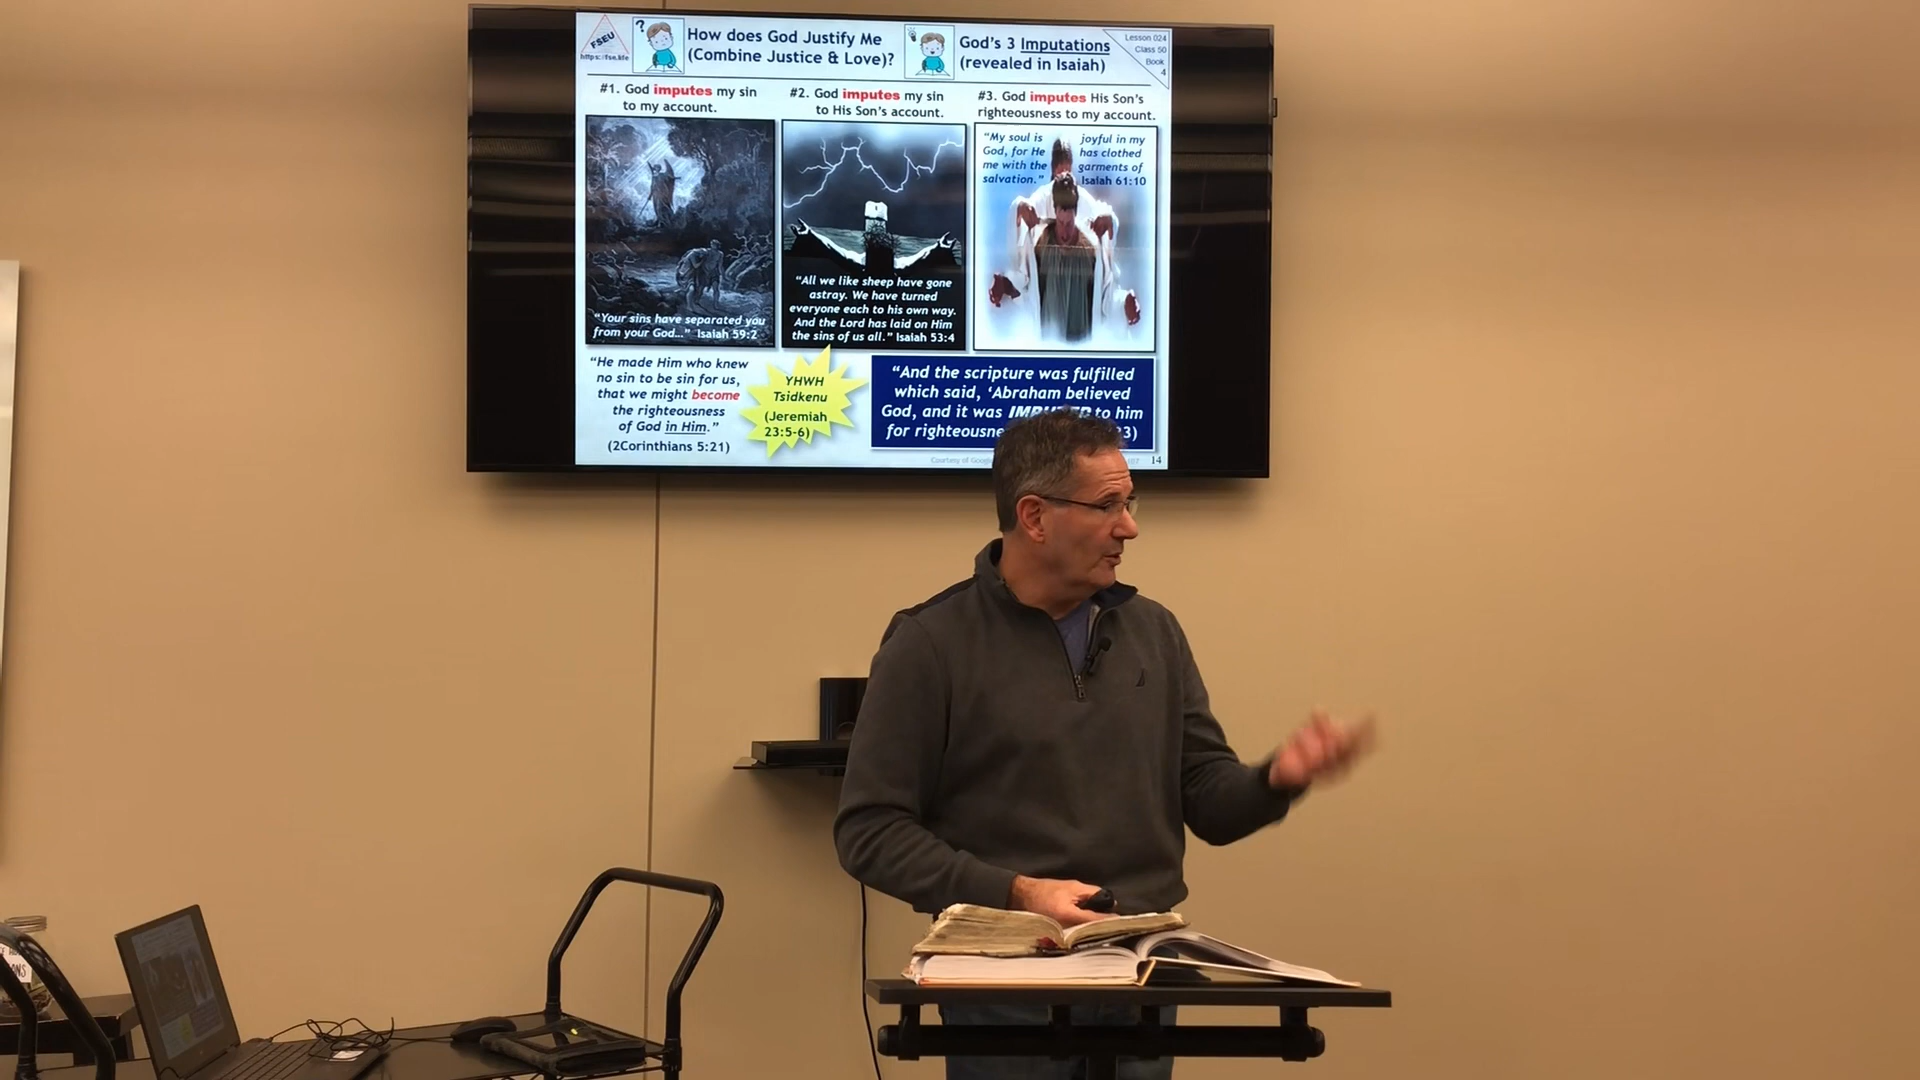 FSEU
https://fse.life
?
How does God Justify Me
(Combine Justice & Love)?
God's 3 Imputations
(revealed in Isaiah)
Lesson 024
Class 50
Book
4
#1. God imputes my sin
to my account.
#2. God imputes my sin
to His Son's account.
#3. God imputes His Son's
righteousness to my account.
"Your sins have separated you
from your God..." Isaiah 59:2
"All we like sheep have gone
astray. We have turned
everyone each to his own way.
And the Lord has laid on Him
the sins of us all." Isaiah 53:4
"My soul is joyful in my
God, for He has clothed
me with the garments of
salvation." Isaiah 61:10
"He made Him who knew
no sin to be sin for us,
that we might become
the righteousness
of God in Him."
(2Corinthians 5:21)
YHWH
Tsidkenu
(Jeremiah
23:5-6)
"And the scripture was fulfilled
which said, 'Abraham believed
God, and it was IMPUTED to him
for righteousne 3)
Courtesy of Google
14